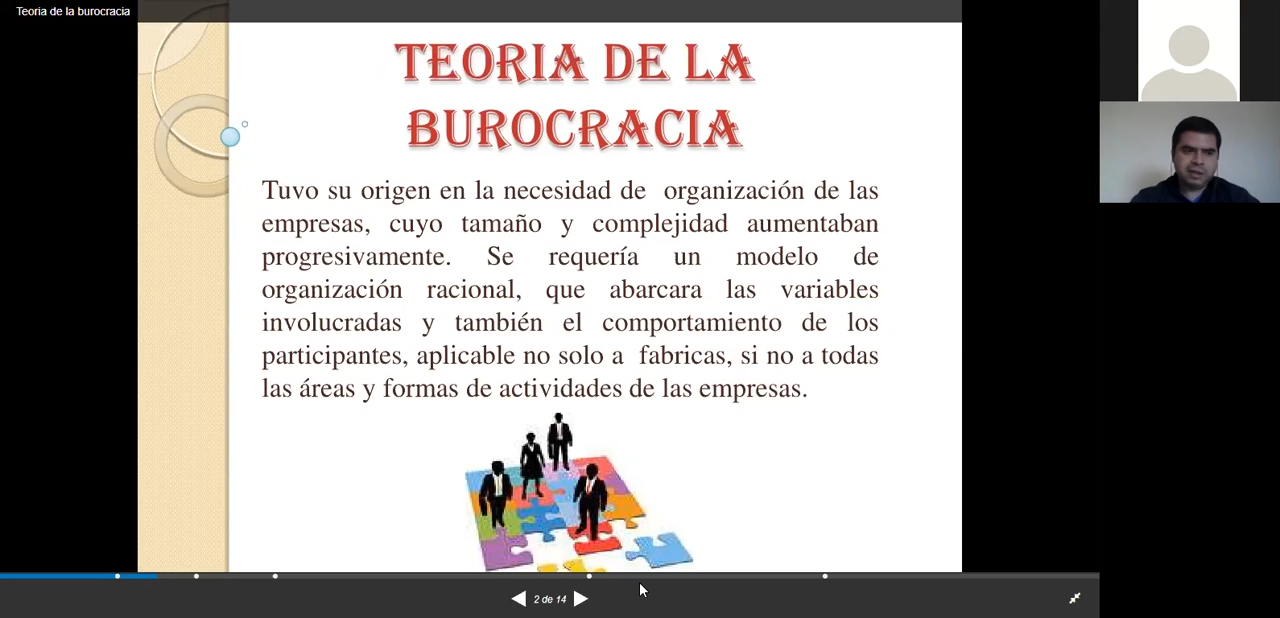 Teoria de la burocracia
TEORIA DE LA
BUROCRACIA
Tuvo su origen en la necesidad de organización de las
empresas, cuyo tamaño y complejidad aumentaban
progresivamente. Se requería un modelo de
organización racional, que abarcara las variables
involucradas y también el comportamiento de los
participantes, aplicable no solo a fabricas, si no a todas
las áreas y formas de actividades de las empresas.
2 de 14